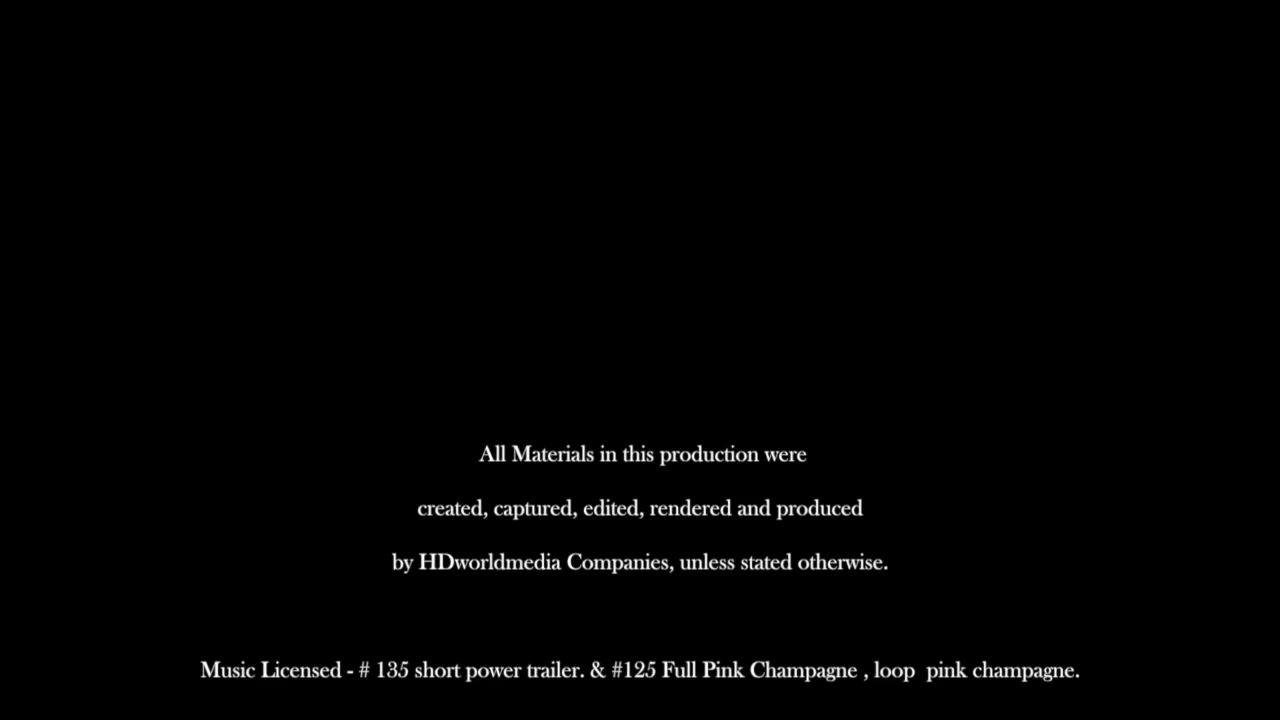 All Materials in this production were
created, captured, edited, rendered and produced
by HDworldmedia Companies, unless stated otherwise.
Music Licensed - # 135 short power trailer. & #125 Full Pink Champagne , loop  pink champagne.